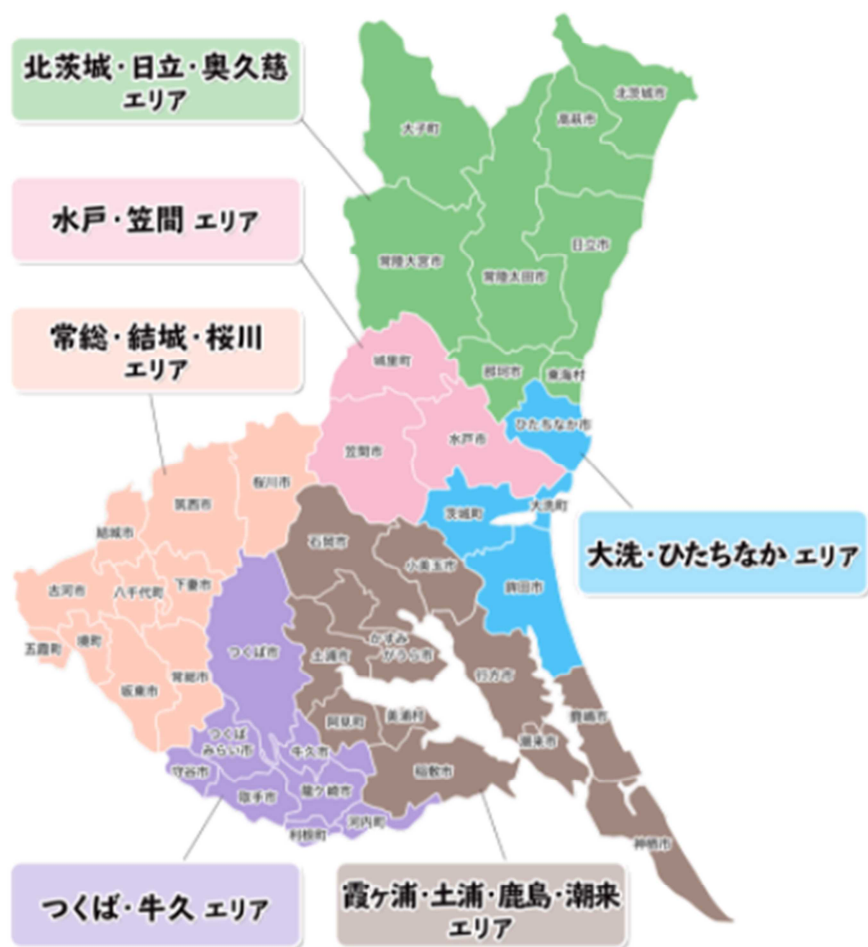 北茨城・日立・奥久慈
エリア
水戸・笠間 エリア
常総・結城・桜川
エリア
大洗・ひたちなか エリア
つくば・牛久 エリア
霞ヶ浦・土浦・鹿島・潮来
エリア
大子町
高萩市
北茨城市
常陸大宮市
常陸太田市
日立市
那珂市
東海村
城里町
笠間市
水戸市
ひたちなか市
茨城町
大洗町
鉾田市
桜川市
筑西市
結城市
古河市
八千代町
下妻市
五霞町
境町
坂東市
常総市
石岡市
小美玉市
かすみ
がうら市
土浦市
行方市
阿見町
美浦村
稲敷市
潮来市
鹿嶋市
神栖市
つくば市
つくば
みらい市
牛久市
守谷市
取手市
龍ケ崎市
利根町
河内町